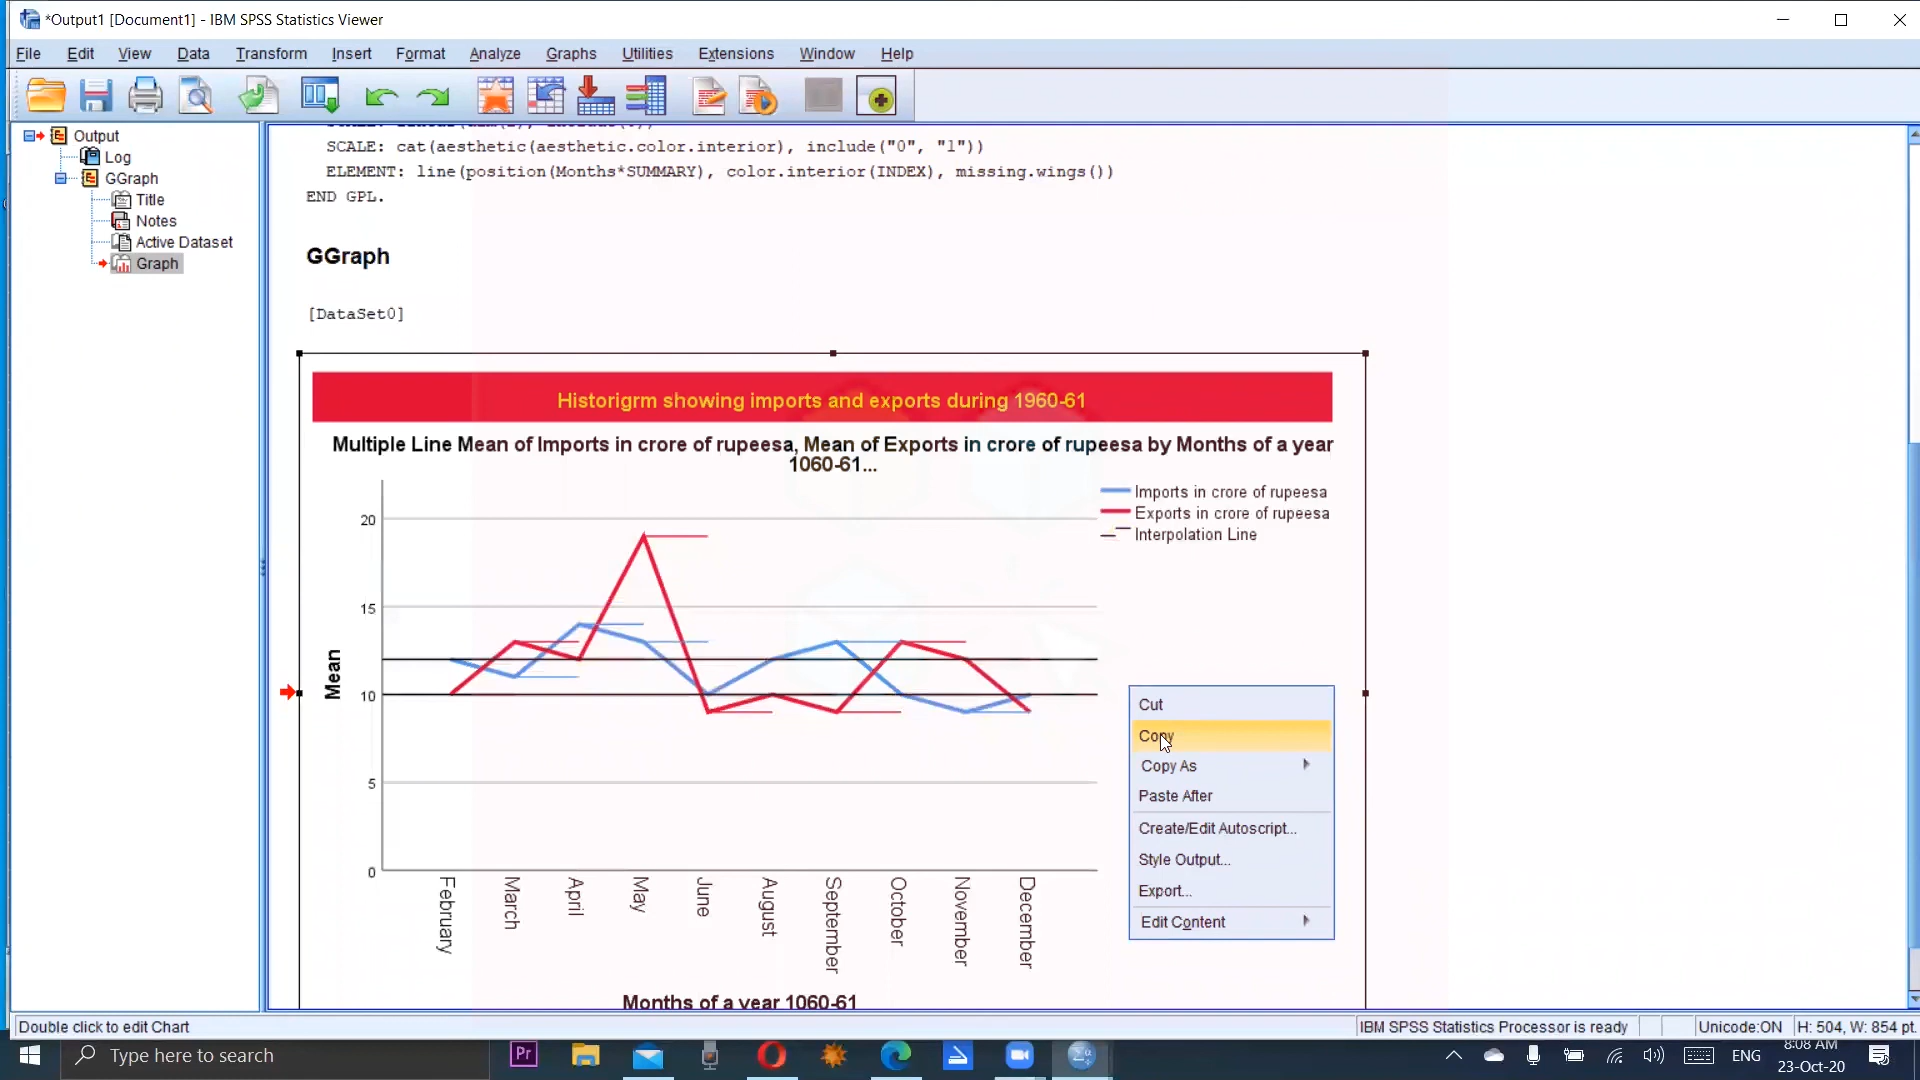 *Output1 [Document1] - IBM SPSS Statistics Viewer
File Edit View Data Transform Insert Format Analyze Graphs Utilities Extensions Window Help
Output
Log
GGraph
Title
Notes
Active Dataset
Graph
SCALE: cat(aesthetic(aesthetic.color.interior), include("0", "1"))
ELEMENT: line(position(Months*SUMMARY), color.interior(INDEX), missing.wings())
END GPL.
GGraph
[DataSet0]
Historigrm showing imports and exports during 1960-61
Multiple Line Mean of Imports in crore of rupeesa, Mean of Exports in crore of rupeesa by Months of a year
1060-61...
Imports in crore of rupeesa
Exports in crore of rupeesa
Interpolation Line
Mean
20
15
10
5
0
February
March
April
May
June
August
September
October
November
December
Months of a year 1060-61
Cut
Copy
Copy As
Paste After
Create/Edit Autoscript...
Style Output...
Export...
Edit Content
Double click to edit Chart
IBM SPSS Statistics Processor is ready
Unicode:ON
H: 504, W: 854 pt.
Type here to search
Pr
ENG
8:08 AM
23-Oct-20